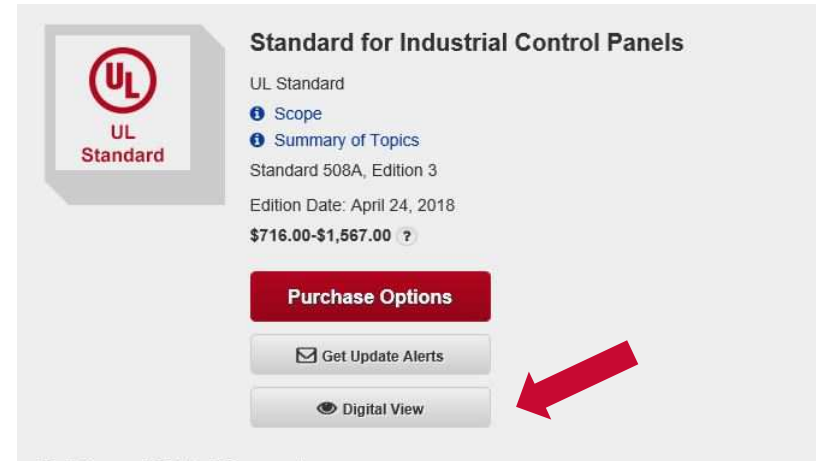 Standard for Industrial Control Panels
UL
UL
Standard
UL Standard
Scope
Summary of Topics
Standard 508A, Edition 3
Edition Date: April 24, 2018
$716.00-$1,567.00 ?
Purchase Options
Get Update Alerts
Digital View